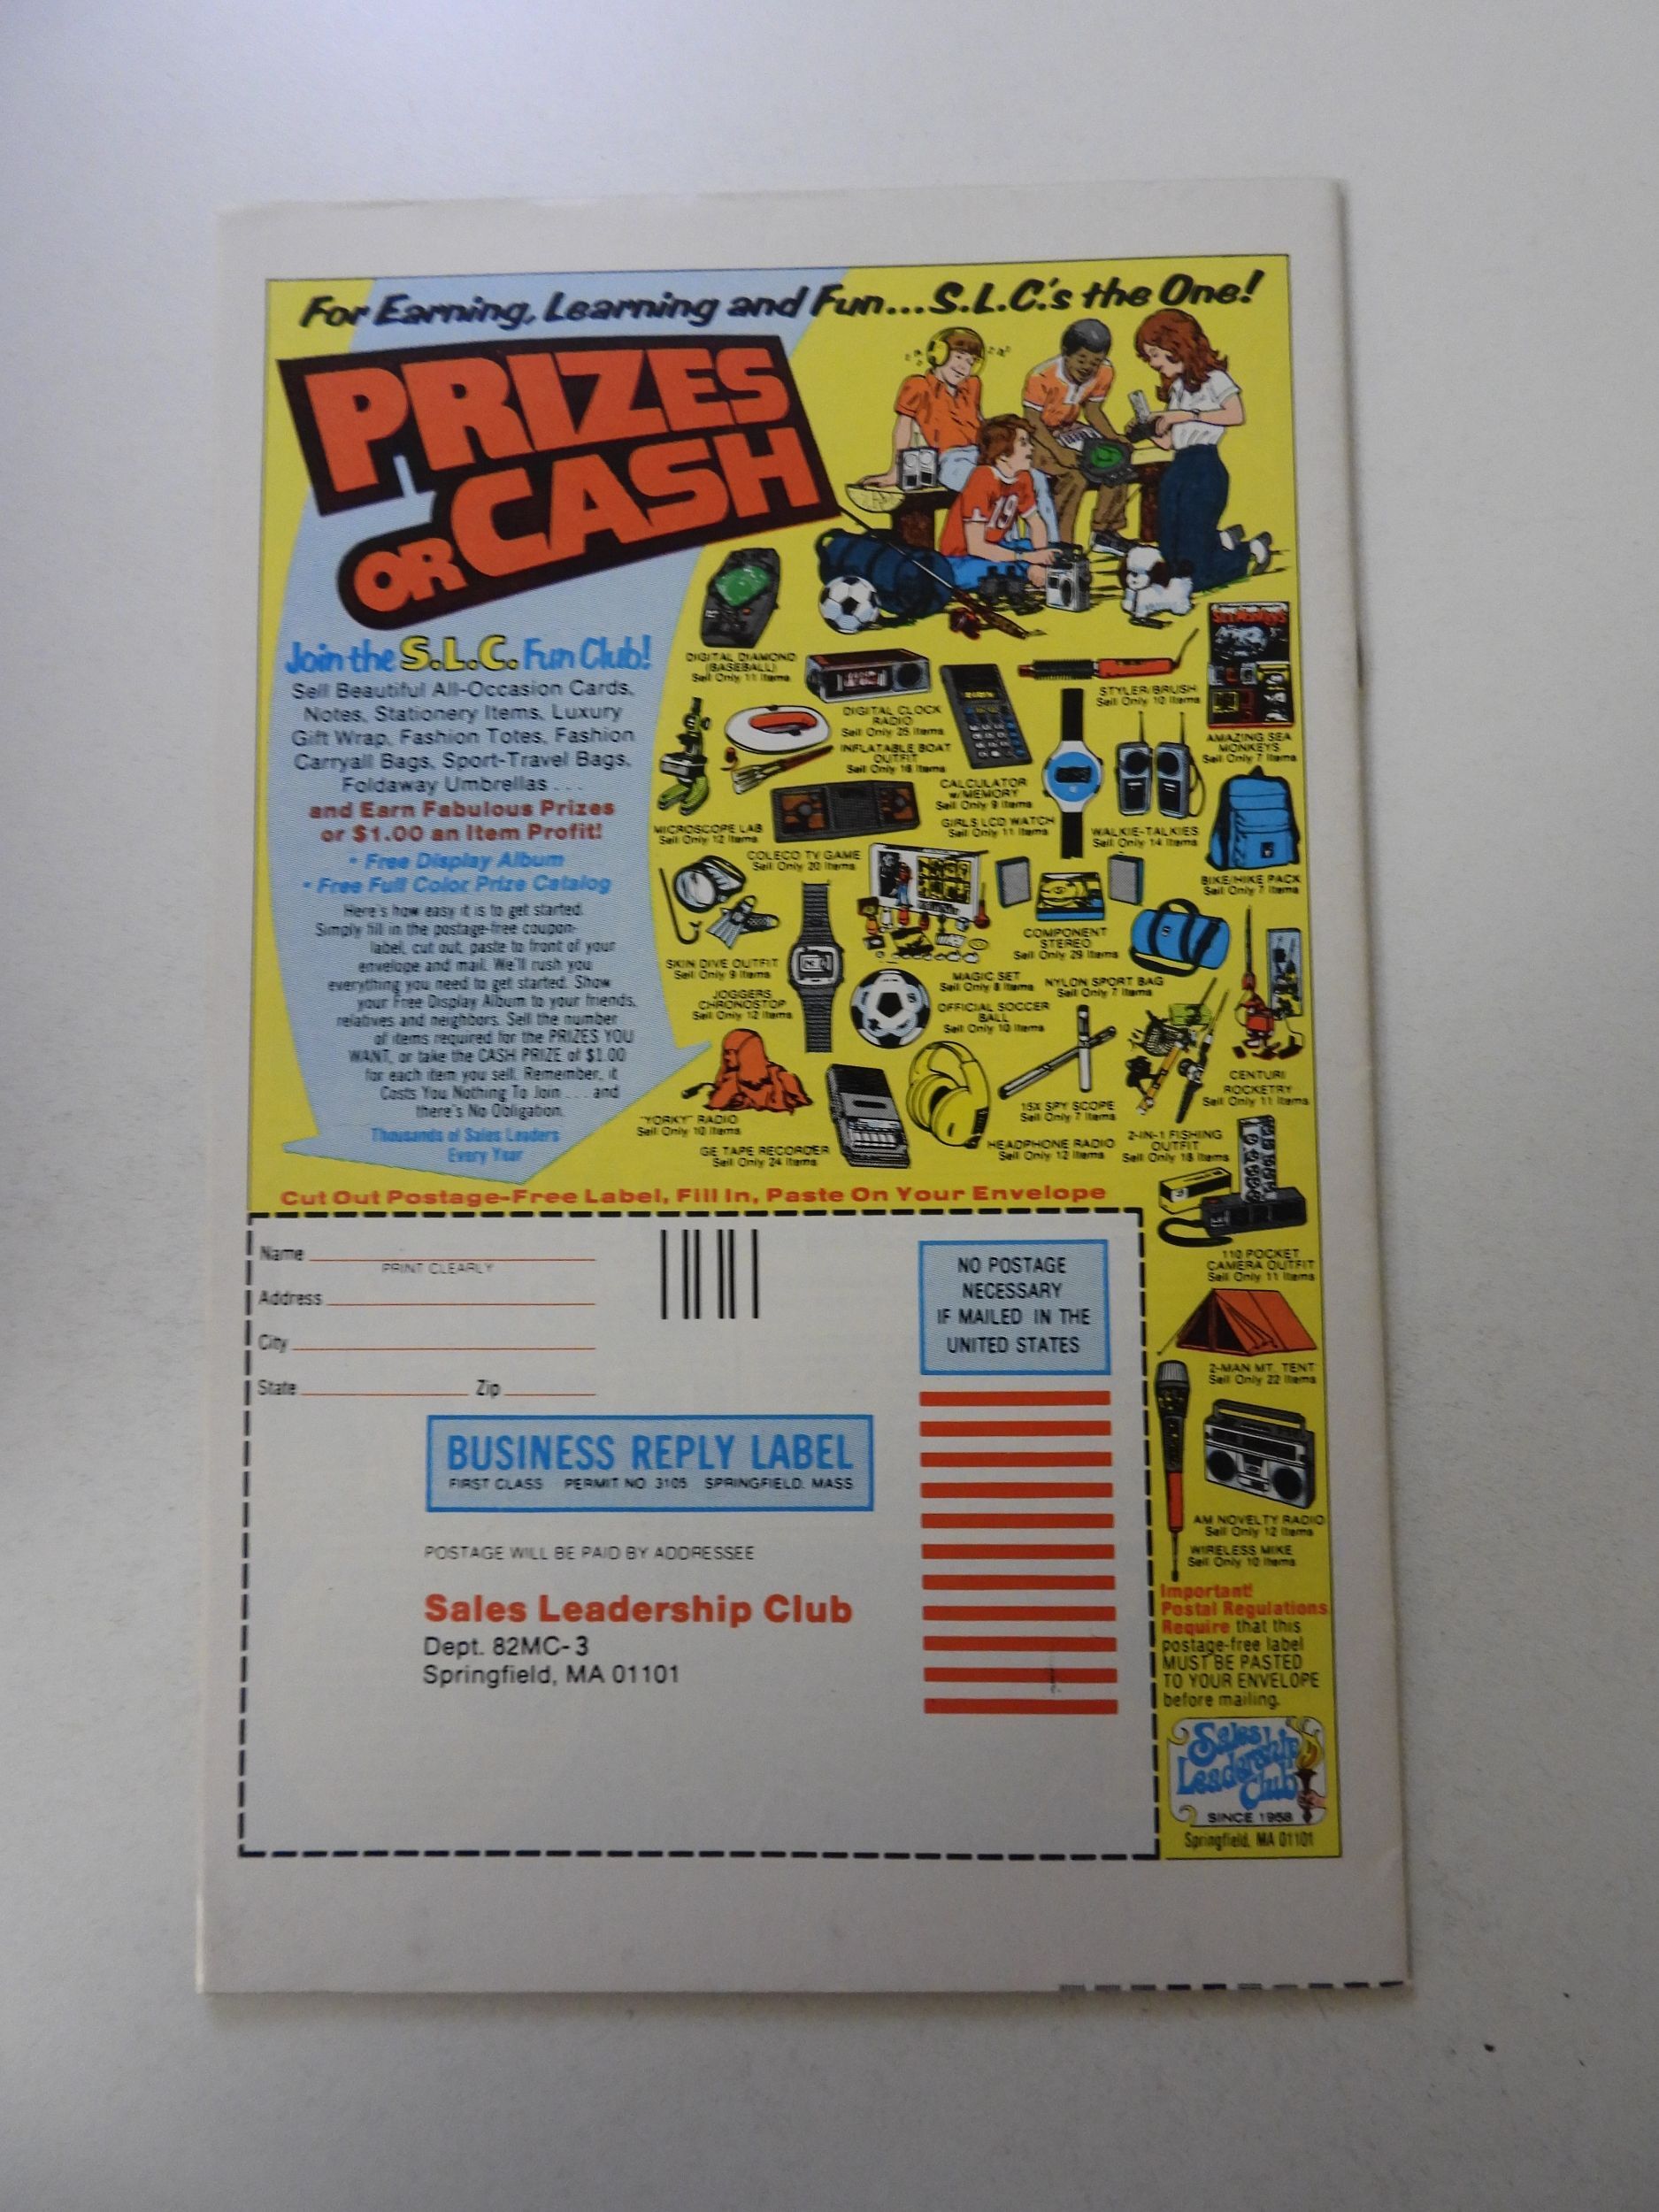 For Earning, Learning and Fun...S.L.C.'s the One!
PRIZES
OR CASH
Join the S.L.C. Fun Club!
Sell Beautiful All-Occasion Cards,
Notes, Stationery Items, Luxury
Gift Wrap, Fashion Totes, Fashion
Carryall Bags, Sport-Travel Bags,
Foldaway Umbrellas . . .
and Earn Fabulous Prizes
or $1.00 an Item Profit!
• Free Display Album
• Free Full Color Prize Catalog
Here's how easy it is to get started.
Simply fill in the postage-free coupon-
label, cut out, paste to front of your
envelope and mail. We'll rush you
everything you need to get started. Show
your Free Display Album to your friends,
relatives and neighbors. Sell the number
of items required for the PRIZES YOU
WANT, or take the CASH PRIZE of $1.00
for each item you sell. Remember, it
Costs You Nothing To Join . . . and
there's No Obligation.
Thousands of Sales Leaders
Every Year
19
DIGITAL DIAMOND
(BASEBALL)
Sell Only 11 Items
DIGITAL CLOCK
RADIO
Sell Only 25 Items
STYLER/BRUSH
Sell Only 10 Items
Sea Monkeys
AMAZING SEA
MONKEYS
Sell Only 7 Items
INFLATABLE BOAT
OUTFIT
Sell Only 18 Items
CALCULATOR
w/MEMORY
Sell Only 9 Items
GIRLS LCD WATCH
Sell Only 11 Items
WALKIE-TALKIES
Sell Only 14 Items
MICROSCOPE LAB
Sell Only 12 Items
COLECO TV GAME
Sell Only 20 Items
BIKE/HIKE PACK
Sell Only 7 Items
SKIN DIVE OUTFIT
Sell Only 9 Items
COMPONENT
STEREO
Sell Only 29 Items
MAGIC SET
Sell Only 8 Items
NYLON SPORT BAG
Sell Only 7 Items
JOGGERS
CHRONOSTOP
Sell Only 12 Items
OFFICIAL SOCCER
BALL
Sell Only 10 Items
CENTURI
ROCKETRY
Sell Only 11 Items
"YORKY" RADIO
Sell Only 10 Items
15X SPY SCOPE
Sell Only 7 Items
GE TAPE RECORDER
Sell Only 24 Items
HEADPHONE RADIO
Sell Only 12 Items
2-IN-1 FISHING
OUTFIT
Sell Only 18 Items
110 POCKET
CAMERA OUTFIT
Sell Only 11 Items
2-MAN MT. TENT
Sell Only 22 Items
AM NOVELTY RADIO
Sell Only 12 Items
WIRELESS MIKE
Sell Only 10 Items
Cut Out Postage-Free Label, Fill In, Paste On Your Envelope
Name
PRINT CLEARLY
Address
City
State Zip
NO POSTAGE
NECESSARY
IF MAILED IN THE
UNITED STATES
BUSINESS REPLY LABEL
FIRST CLASS PERMIT NO. 3105 SPRINGFIELD, MASS
POSTAGE WILL BE PAID BY ADDRESSEE
Sales Leadership Club
Dept. 82MC-3
Springfield, MA 01101
Important!
Postal Regulations
Require that this
postage-free label
MUST BE PASTED
TO YOUR ENVELOPE
before mailing.
Sales
Leadership
Club
SINCE 1958
Springfield, MA 01101